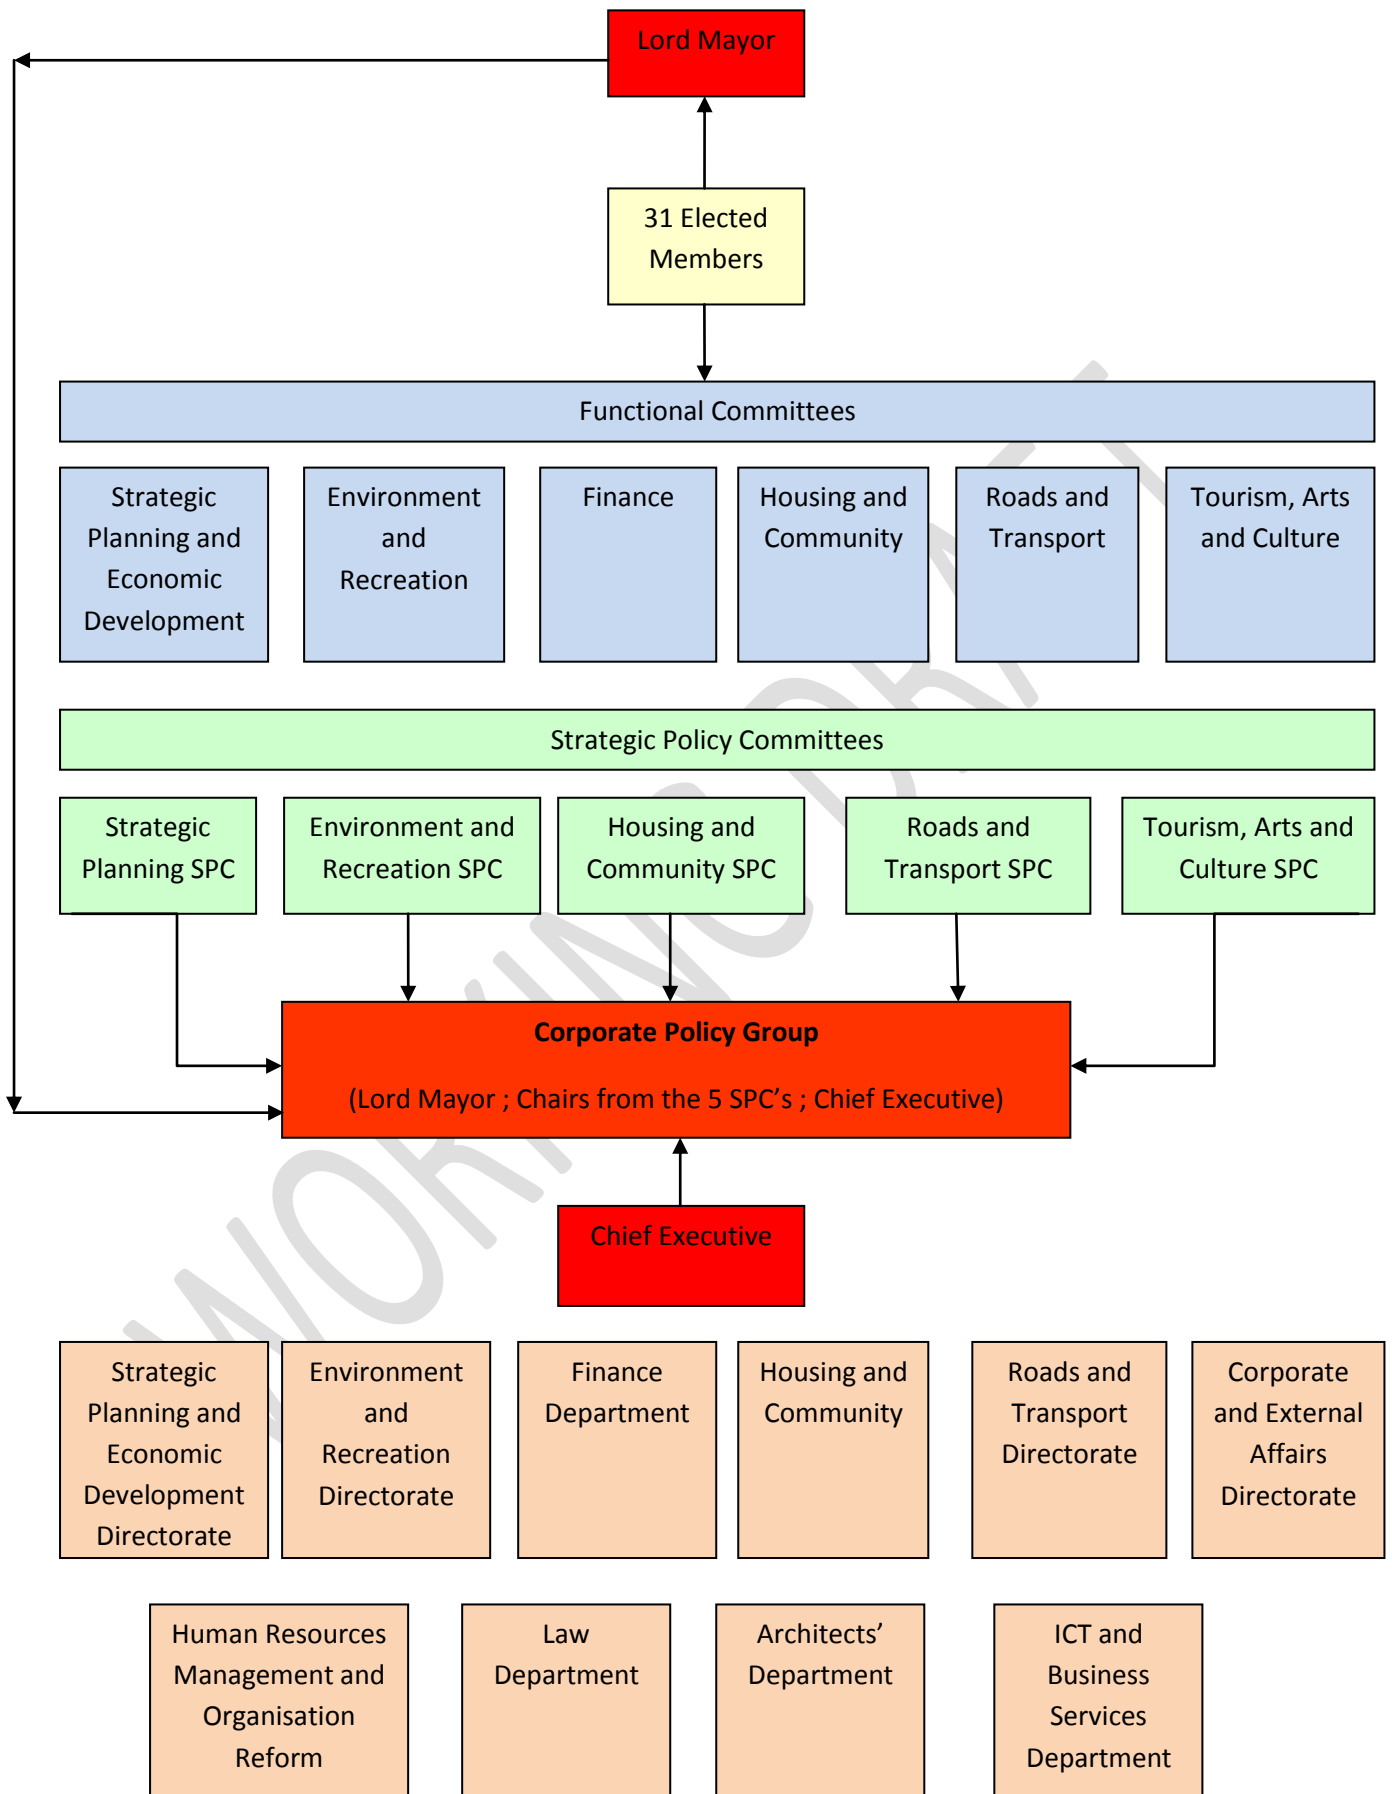 Lord Mayor
31 Elected
Members
Functional Committees
Strategic
Planning and
Economic
Development
Environment
and
Recreation
Finance
Housing and
Community
Roads and
Transport
Tourism, Arts
and Culture
Strategic Policy Committees
Strategic
Planning SPC
Environment and
Recreation SPC
Housing and
Community SPC
Roads and
Transport SPC
Tourism, Arts and
Culture SPC
Corporate Policy Group
(Lord Mayor ; Chairs from the 5 SPC’s ; Chief Executive)
Chief Executive
Strategic
Planning and
Economic
Development
Directorate
Environment
and
Recreation
Directorate
Finance
Department
Housing and
Community
Roads and
Transport
Directorate
Corporate
and External
Affairs
Directorate
Human Resources
Management and
Organisation
Reform
Law
Department
Architects’
Department
ICT and
Business
Services
Department
WORKING DRAFT